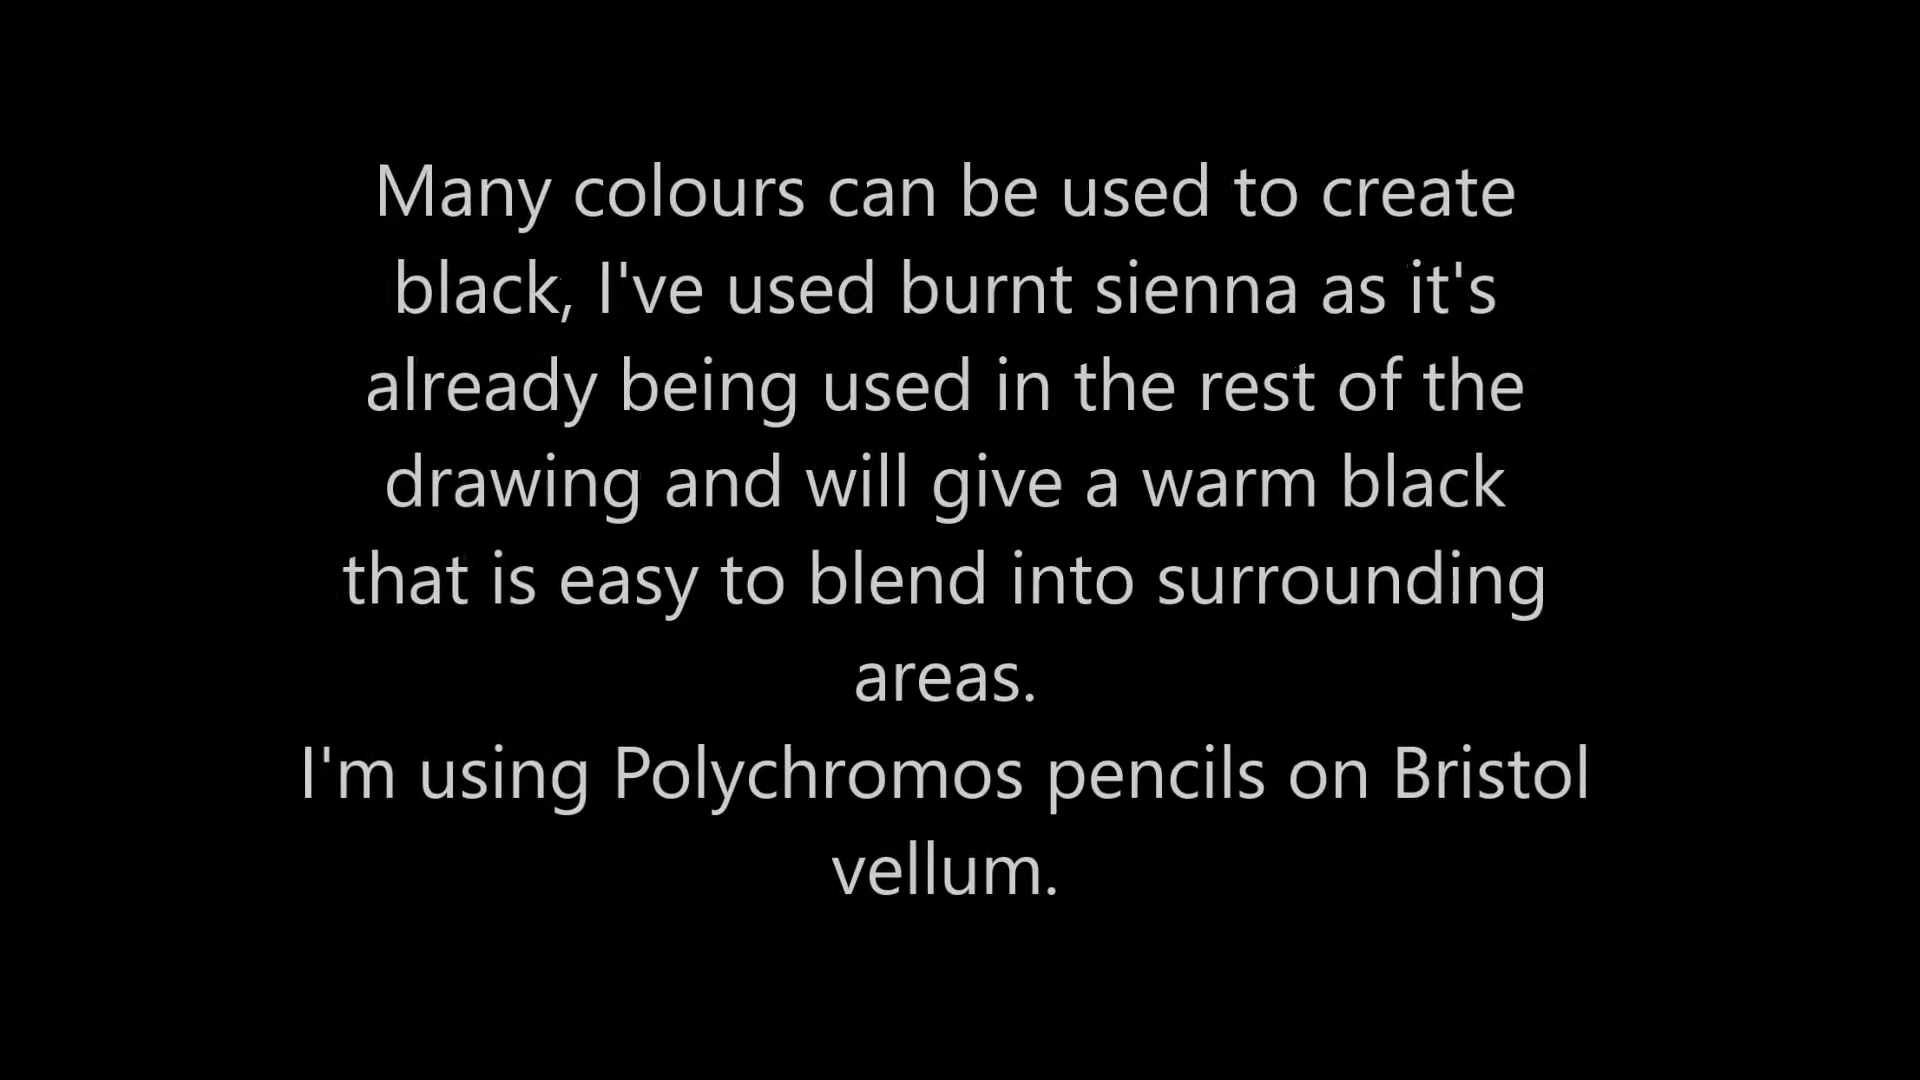 Many colours can be used to create
black, I've used burnt sienna as it's
already being used in the rest of the
drawing and will give a warm black
that is easy to blend into surrounding
areas.
I'm using Polychromos pencils on Bristol
vellum.